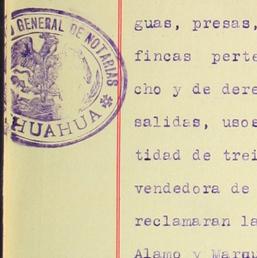 GENERAL DE NOTARIAS
HUAHUA
guas, presas,
fincas perte
cho y de dere
salidas, usos
tidad de trei
vendedora de
reclamaran la
Alamo y Marqu